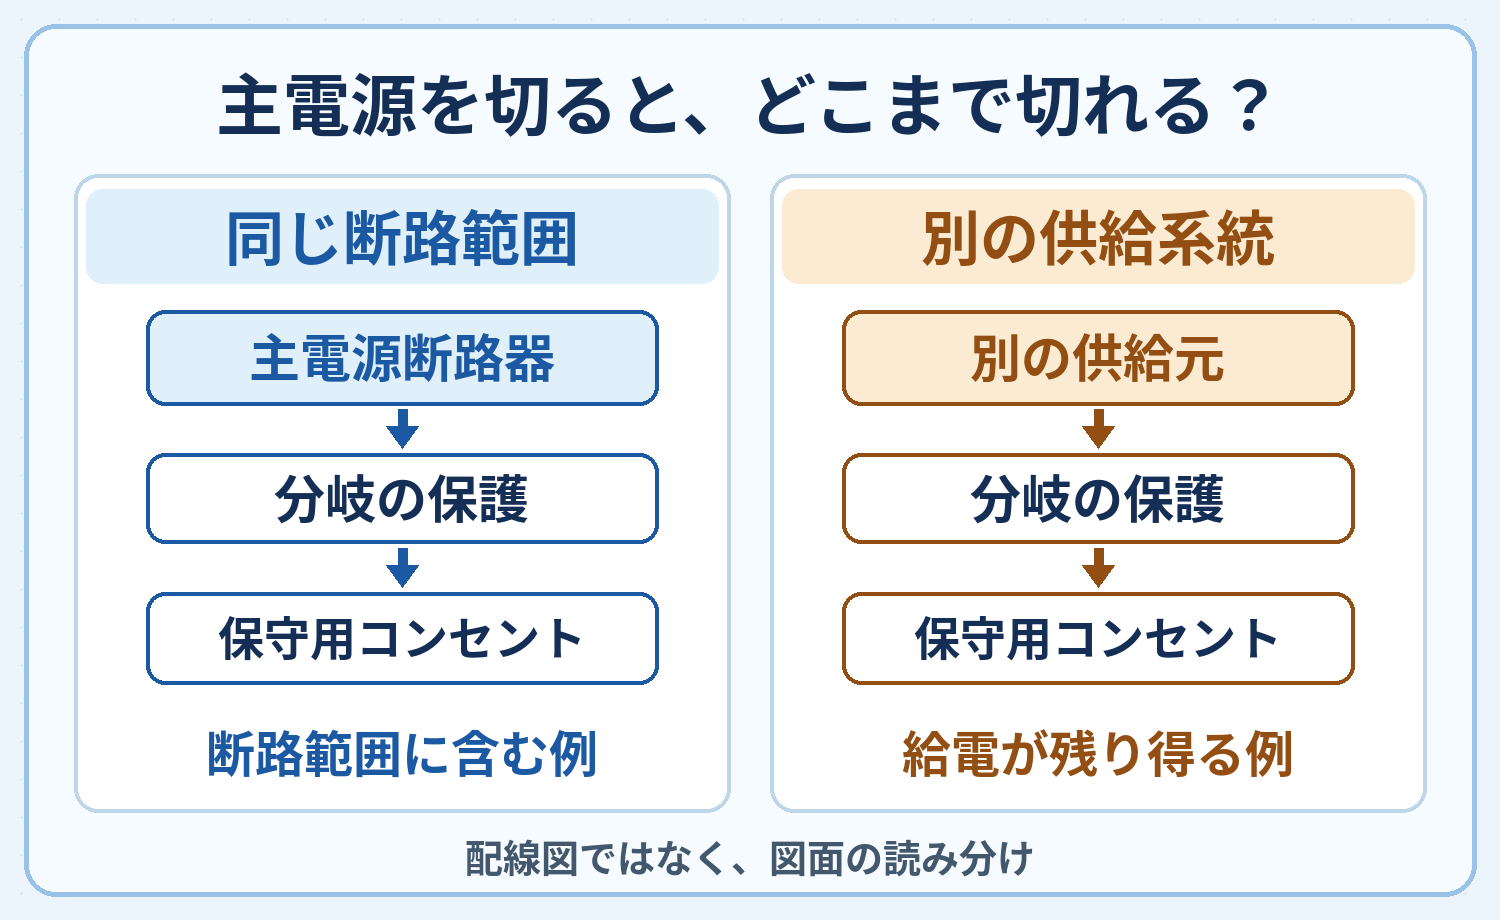 主電源を切ると、どこまで切れる？
同じ断路範囲
主電源断路器
分岐の保護
保守用コンセント
断路範囲に含む例
別の供給系統
別の供給元
分岐の保護
保守用コンセント
給電が残り得る例
配線図ではなく、図面の読み分け